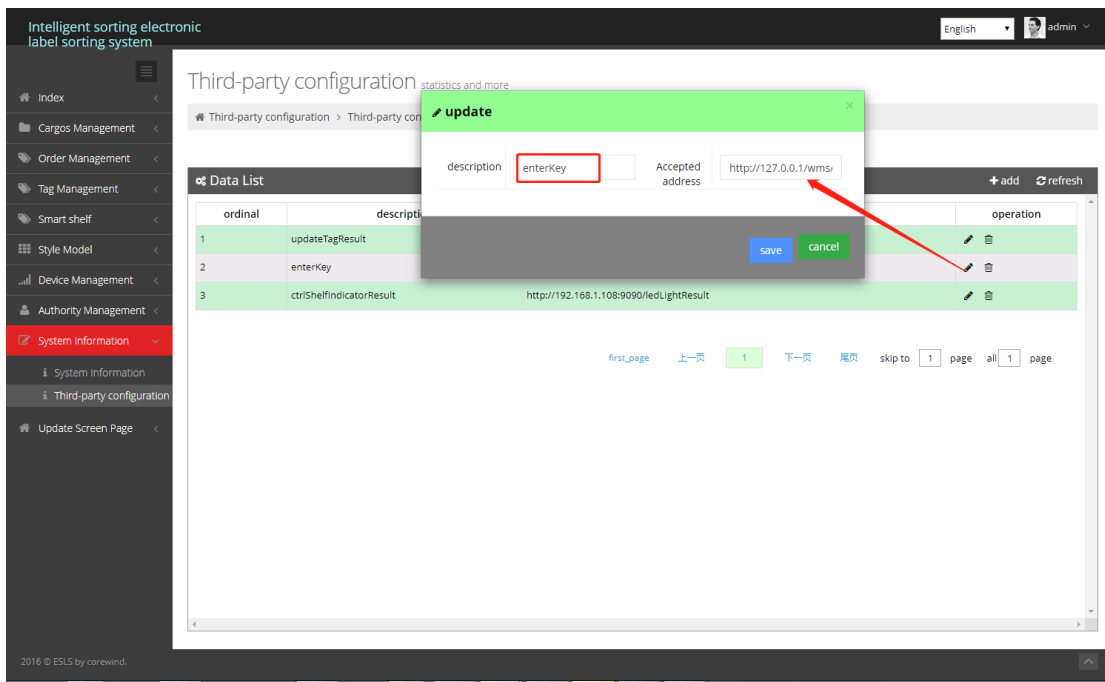 Intelligent sorting electronic
label sorting system
English
admin
Index
Cargos Management
Order Management
Tag Management
Smart shelf
Style Model
Device Management
Authority Management
System Information
System Information
Third-party configuration
Update Screen Page
Third-party configuration statistics and more
Third-party configuration > Third-party con
update
×
description
enterKey
Accepted
address
http://127.0.0.1/wms/
save
cancel
Data List
add
refresh
ordinal
descripti
operation
1
updateTagResult
2
enterKey
3
ctrlShelfIndicatorResult
http://192.168.1.108:9090/ledLightResult
first_page
上一页
1
下一页
尾页
skip to 1 page all 1 page
2016 © ESLS by corewind.